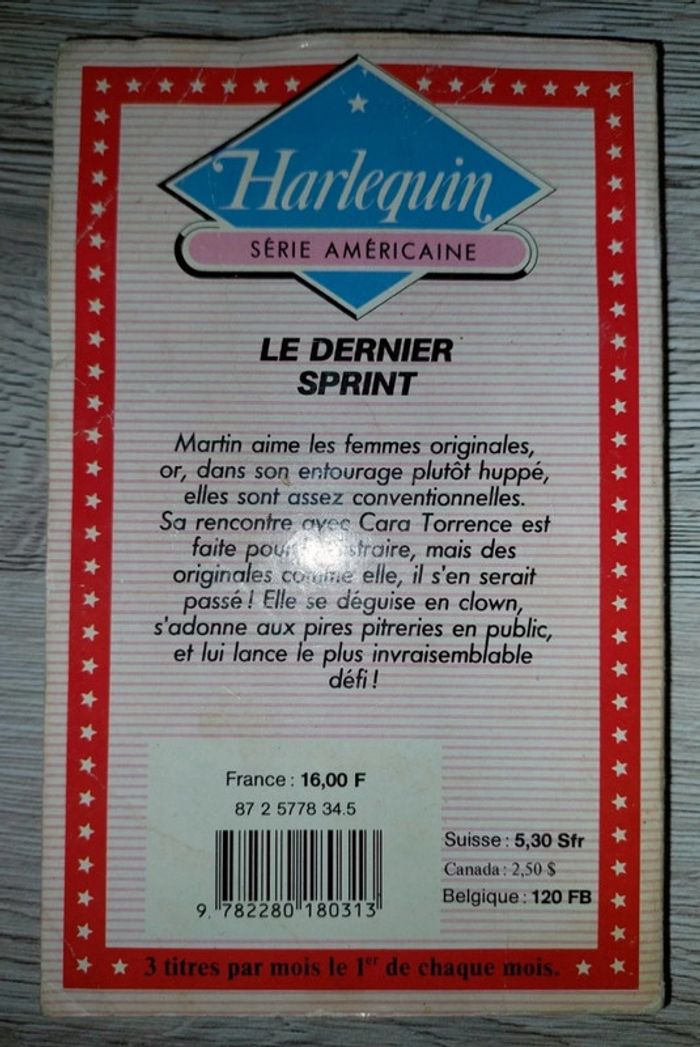 Harlequin
SÉRIE AMÉRICAINE
LE DERNIER
SPRINT
Martin aime les femmes originales,
or, dans son entourage plutôt huppé,
elles sont assez conventionnelles.
Sa rencontre avec Cara Torrence est
faite pour straire, mais des
originales comme elle, il s'en serait
passé ! Elle se déguise en clown,
s'adonne aux pires pitreries en public,
et lui lance le plus invraisemblable
défi !
France : 16,00 F
87 2 5778 34.5
9 782280 180313
Suisse : 5,30 Sfr
Canada : 2,50 $
Belgique : 120 FB
3 titres par mois le 1er de chaque mois.